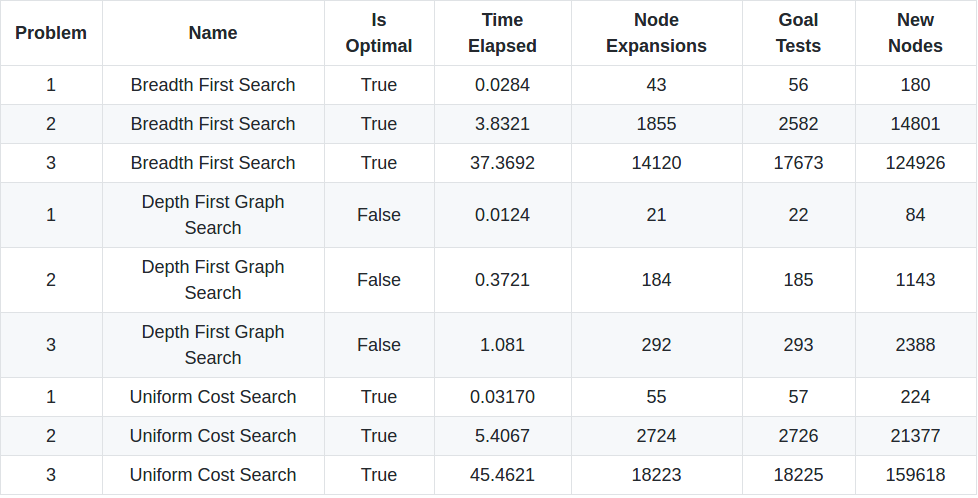 Problem Name Is Optimal Time Elapsed Node Expansions Goal Tests New Nodes
1 Breadth First Search True 0.0284 43 56 180
2 Breadth First Search True 3.8321 1855 2582 14801
3 Breadth First Search True 37.3692 14120 17673 124926
1 Depth First Graph Search False 0.0124 21 22 84
2 Depth First Graph Search False 0.3721 184 185 1143
3 Depth First Graph Search False 1.081 292 293 2388
1 Uniform Cost Search True 0.03170 55 57 224
2 Uniform Cost Search True 5.4067 2724 2726 21377
3 Uniform Cost Search True 45.4621 18223 18225 159618